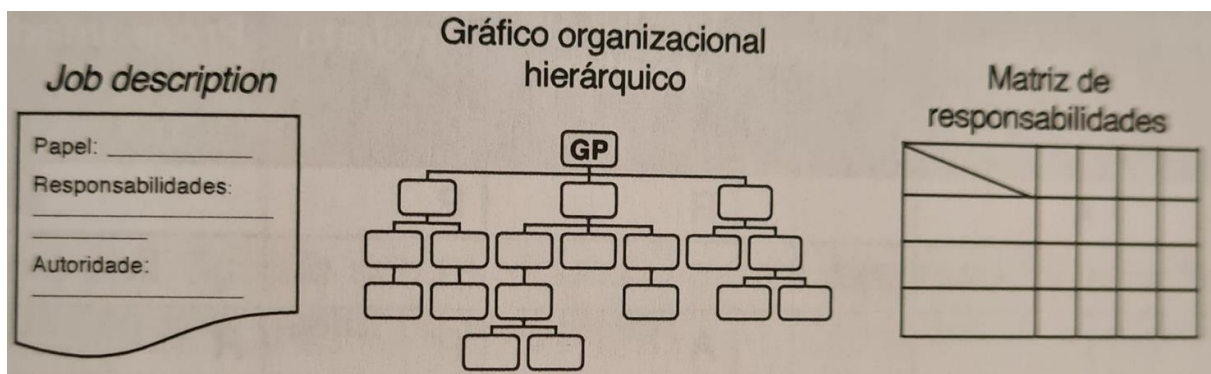 Job description
Papel:
Responsabilidades:
Autoridade:
Gráfico organizacional
hierárquico
GP
Matriz de
responsabilidades